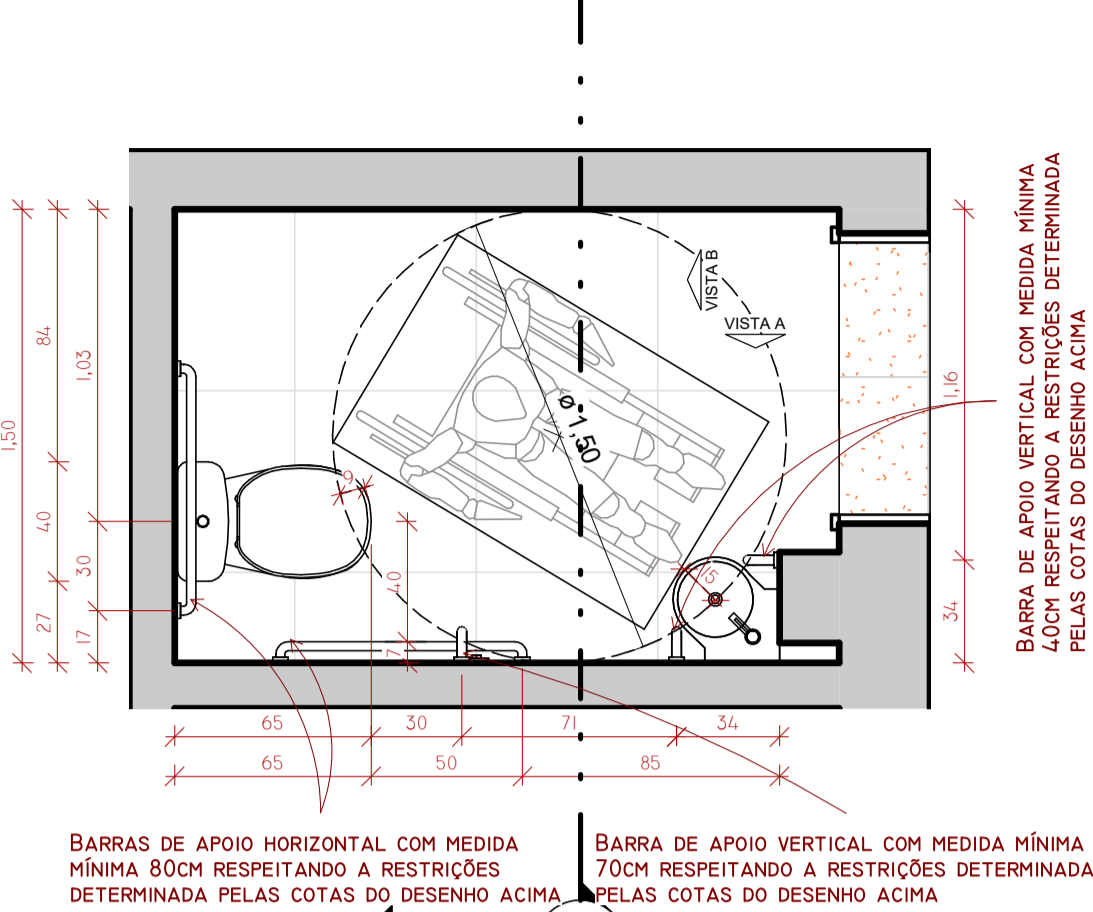 VISTA B
VISTA A
Ø 1,50
1,50
84
40
27
1,03
30
17
9
40
7
15
1,16
34
65
30
71
34
65
50
85
BARRA DE APOIO VERTICAL COM MEDIDA MÍNIMA
40CM RESPEITANDO A RESTRIÇÕES DETERMINADA
PELAS COTAS DO DESENHO ACIMA
BARRAS DE APOIO HORIZONTAL COM MEDIDA
MÍNIMA 80CM RESPEITANDO A RESTRIÇÕES
DETERMINADA PELAS COTAS DO DESENHO ACIMA
BARRA DE APOIO VERTICAL COM MEDIDA MÍNIMA
70CM RESPEITANDO A RESTRIÇÕES DETERMINADA
PELAS COTAS DO DESENHO ACIMA